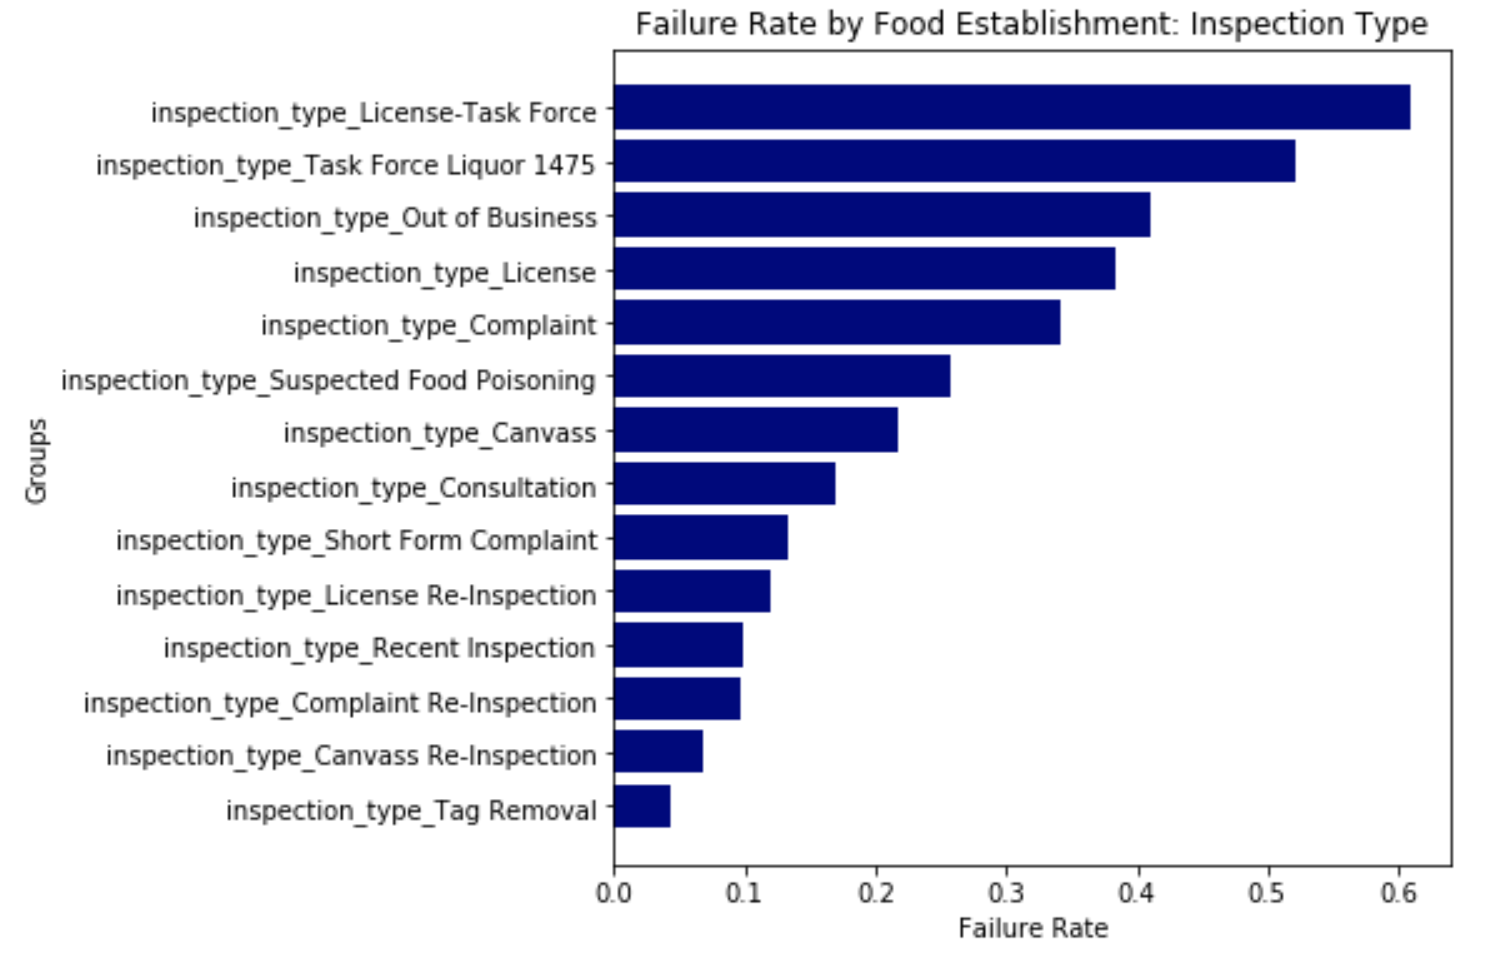 Failure Rate by Food Establishment: Inspection Type
Groups
inspection_type_License-Task Force
inspection_type_Task Force Liquor 1475
inspection_type_Out of Business
inspection_type_License
inspection_type_Complaint
inspection_type_Suspected Food Poisoning
inspection_type_Canvass
inspection_type_Consultation
inspection_type_Short Form Complaint
inspection_type_License Re-Inspection
inspection_type_Recent Inspection
inspection_type_Complaint Re-Inspection
inspection_type_Canvass Re-Inspection
inspection_type_Tag Removal
0.0 0.1 0.2 0.3 0.4 0.5 0.6
Failure Rate